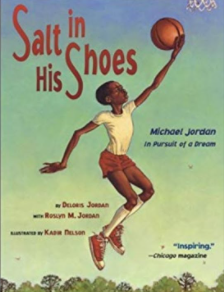 Salt in
His Shoes
Michael Jordan
In Pursuit of a Dream
BY DELORIS JORDAN
WITH ROSLYN M. JORDAN
ILLUSTRATED BY KADIR NELSON
"Inspiring."
—Chicago magazine